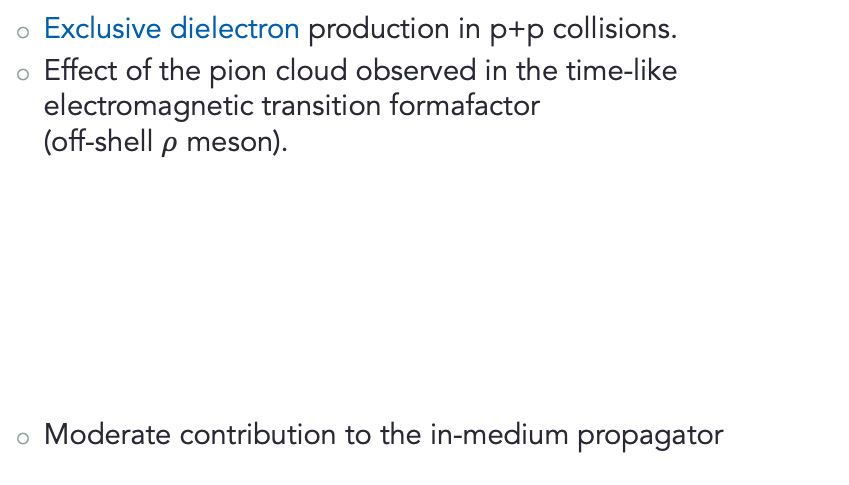 Exclusive dielectron production in p+p collisions.
Effect of the pion cloud observed in the time-like
electromagnetic transition formafactor
(off-shell ρ meson).
Moderate contribution to the in-medium propagator